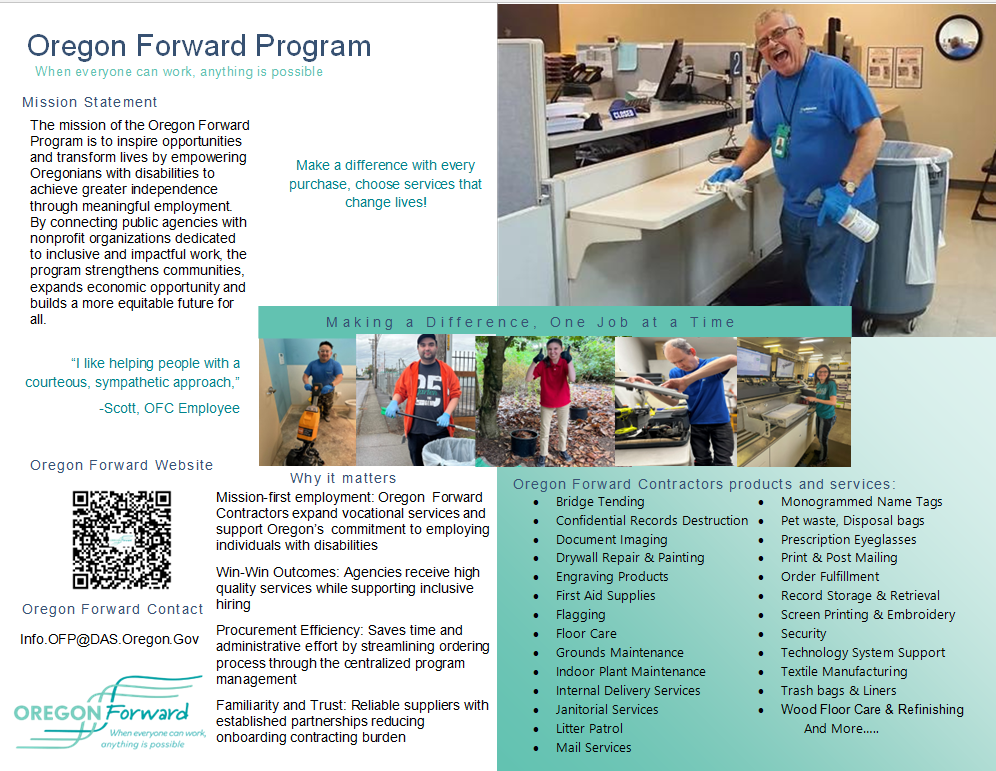 Oregon Forward Program
When everyone can work, anything is possible
Mission Statement
The mission of the Oregon Forward
Program is to inspire opportunities
and transform lives by empowering
Oregonians with disabilities to
achieve greater independence
through meaningful employment.
By connecting public agencies with
nonprofit organizations dedicated
to inclusive and impactful work, the
program strengthens communities,
expands economic opportunity and
builds a more equitable future for
all.
Make a difference with every
purchase, choose services that
change lives!
2
CLOSED
Making a Difference, One Job at a Time
“I like helping people with a
courteous, sympathetic approach,”
-Scott, OFC Employee
Oregon Forward Website
Oregon Forward Contact
Info.OFP@DAS.Oregon.Gov
OREGON Forward
When everyone can work,
anything is possible
Why it matters
Mission-first employment: Oregon Forward
Contractors expand vocational services and
support Oregon’s commitment to employing
individuals with disabilities
Win-Win Outcomes: Agencies receive high
quality services while supporting inclusive
hiring
Procurement Efficiency: Saves time and
administrative effort by streamlining ordering
process through the centralized program
management
Familiarity and Trust: Reliable suppliers with
established partnerships reducing
onboarding contracting burden
Oregon Forward Contractors products and services:
• Bridge Tending
• Confidential Records Destruction
• Document Imaging
• Drywall Repair & Painting
• Engraving Products
• First Aid Supplies
• Flagging
• Floor Care
• Grounds Maintenance
• Indoor Plant Maintenance
• Internal Delivery Services
• Janitorial Services
• Litter Patrol
• Mail Services
• Monogrammed Name Tags
• Pet waste, Disposal bags
• Prescription Eyeglasses
• Print & Post Mailing
• Order Fulfillment
• Record Storage & Retrieval
• Screen Printing & Embroidery
• Security
• Technology System Support
• Textile Manufacturing
• Trash bags & Liners
• Wood Floor Care & Refinishing
And More.....